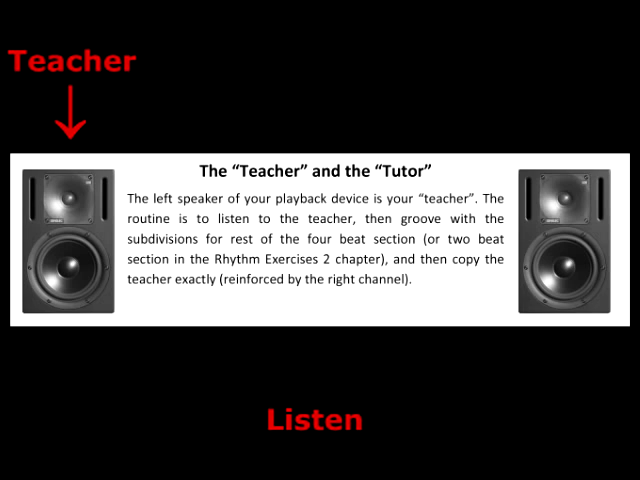 Teacher
The “Teacher” and the “Tutor”
The left speaker of your playback device is your “teacher”. The
routine is to listen to the teacher, then groove with the
subdivisions for rest of the four beat section (or two beat
section in the Rhythm Exercises 2 chapter), and then copy the
teacher exactly (reinforced by the right channel).
Listen